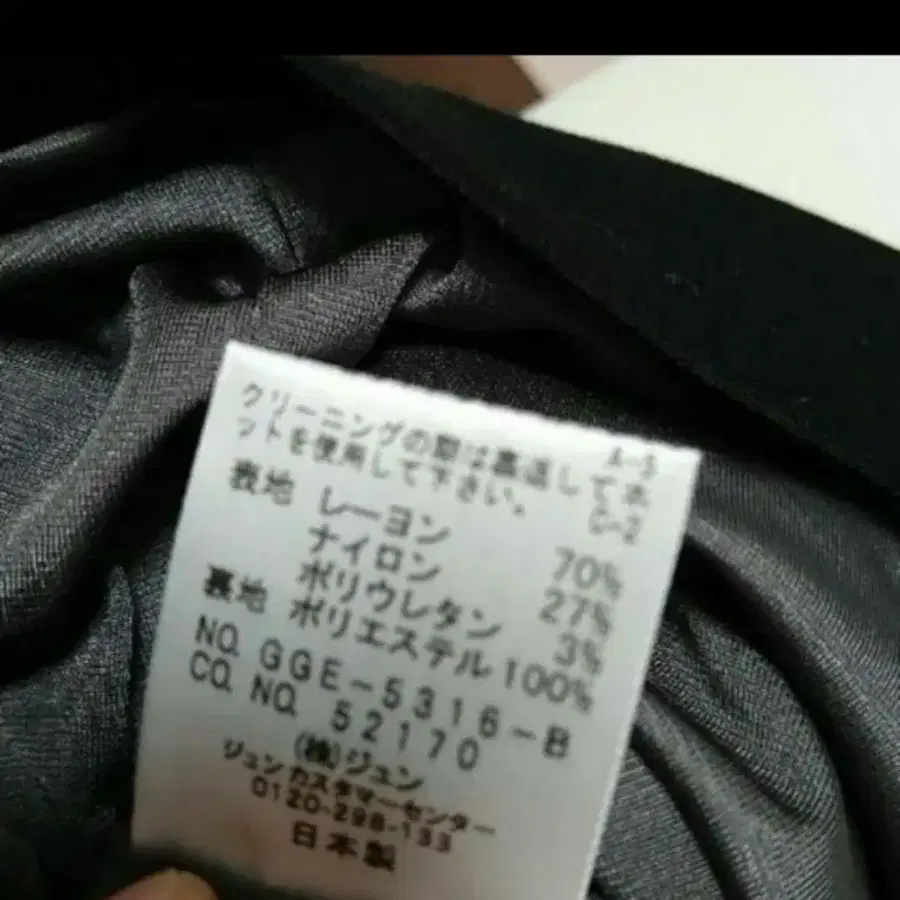 A-5
クリーニングの際は裏返してネ
ットを使用して下さい。 い-2
表地 レーヨン 70%
ナイロン 27%
ポリウレタン 3%
裏地 ポリエステル 100%
NO. GGE-5316-B
CO. NO. 52170
(株)ジュン
ジュンカスタマーセンター
0120-298-133
日本製